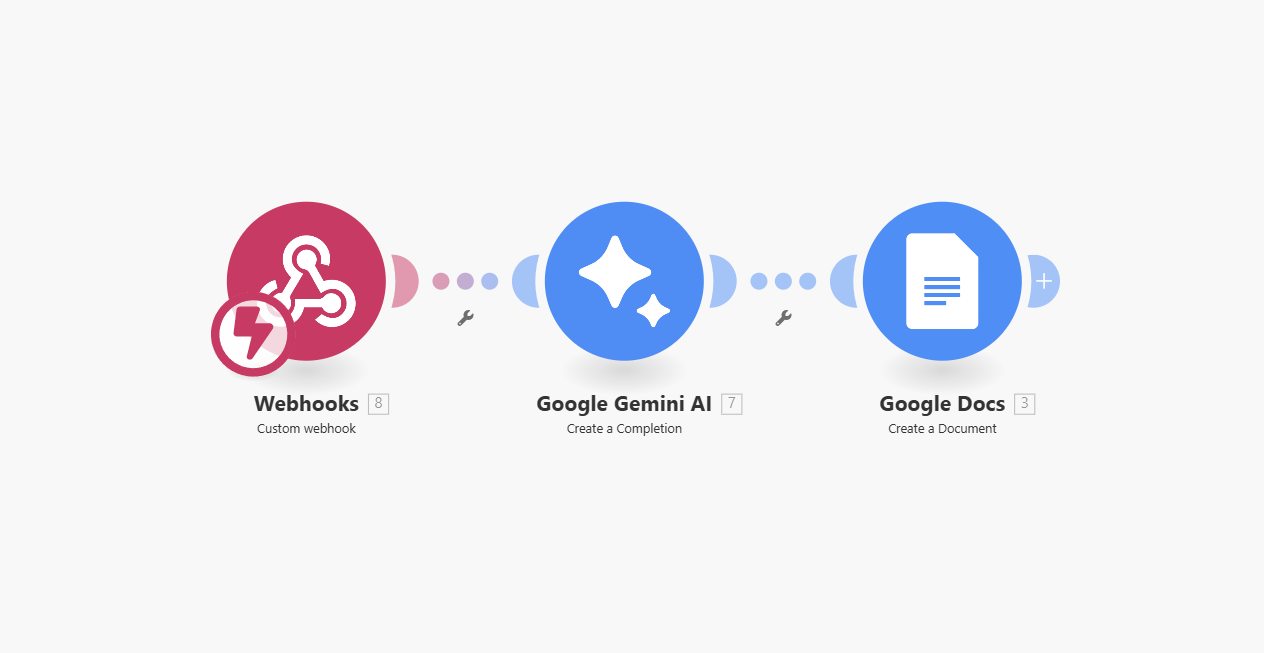 Webhooks 8
Custom webhook
Google Gemini AI 7
Create a Completion
Google Docs 3
Create a Document